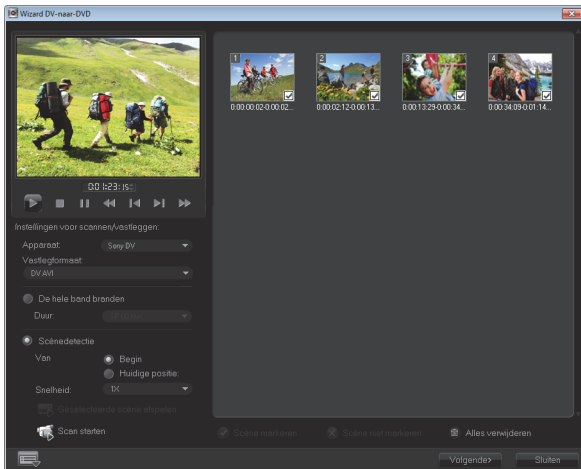 Wizard DV-naar-DVD
1
2
3
4
0:00:00:02-0:00:02...
0:00:02:12-0:00:13...
0:00:13:29-0:00:34...
0:00:34:09-0:01:14...
0:01:23:15
Instellingen voor scannen/vastleggen:
Apparaat:
Sony DV
Vastlegformaat:
DV AVI
De hele band branden
Duur:
Scènedetectie
Van
Begin
Huidige positie:
Snelheid:
1X
Geselecteerde scène afspelen
Scan starten
Scène markeren
Scène niet markeren
Alles verwijderen
Volgende>
Sluiten